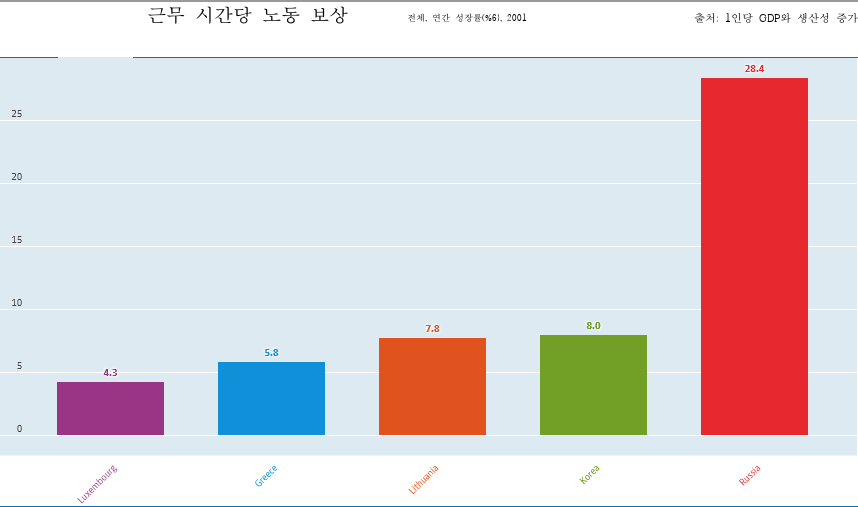 근무 시간당 노동 보상
전체, 연간 성장률(%6), 2001
출처: 1인당 GDP와 생산성 증가
28.4
25
20
15
10
8.0
7.8
5.8
5
4.3
0
Luxembourg
Greece
Lithuania
Korea
Russia